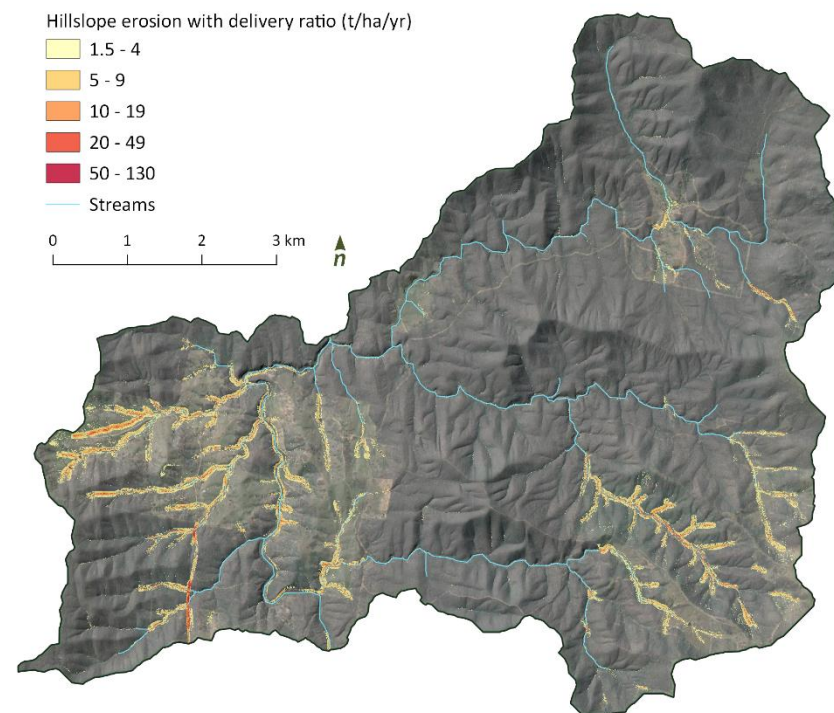 Hillslope erosion with delivery ratio (t/ha/yr)
1.5 - 4
5 - 9
10 - 19
20 - 49
50 - 130
Streams
0 1 2 3 km
n